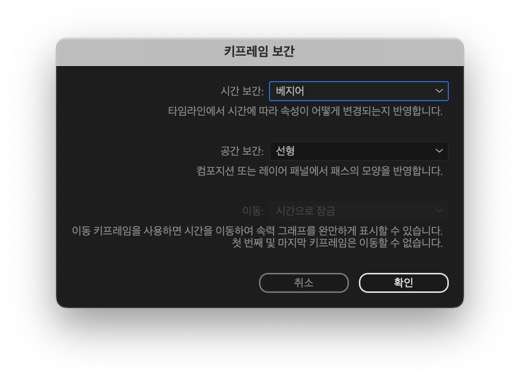 키프레임 보간
시간 보간: 베지어
타임라인에서 시간에 따라 속성이 어떻게 변경되는지 반영합니다.
공간 보간: 선형
컴포지션 또는 레이어 패널에서 패스의 모양을 반영합니다.
이동: 시간으로 잠금
이동 키프레임을 사용하면 시간을 이동하여 속력 그래프를 완만하게 표시할 수 있습니다.
첫 번째 및 마지막 키프레임은 이동할 수 없습니다.
취소 확인